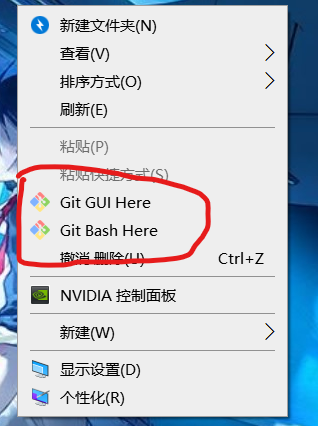 新建文件夹(N)
查看(V)
排序方式(O)
刷新(E)
粘贴(P)
粘贴快捷方式(S)
Git GUI Here
Git Bash Here
撤消 删除(U) Ctrl+Z
NVIDIA 控制面板
新建(W)
显示设置(D)
个性化(R)